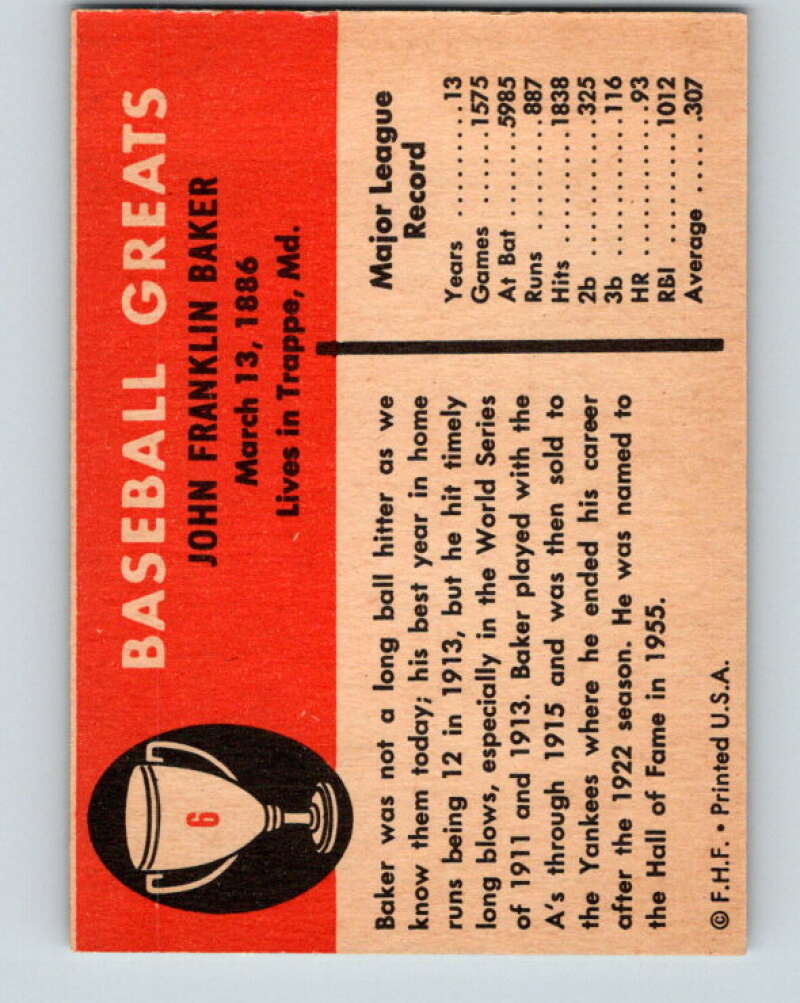 6
BASEBALL GREATS
JOHN FRANKLIN BAKER
March 13, 1886
Lives in Trappe, Md.
Baker was not a long ball hitter as we
know them today; his best year in home
runs being 12 in 1913, but he hit timely
long blows, especially in the World Series
of 1911 and 1913. Baker played with the
A's through 1915 and was then sold to
the Yankees where he ended his career
after the 1922 season. He was named to
the Hall of Fame in 1955.
© F.H.F. • Printed U.S.A.
Major League
Record
Years ........ 13
Games ...... 1575
At Bat ..... 5985
Runs ........ 887
Hits ....... 1838
2b .......... .325
3b .......... 116
HR .......... .93
RBI ........ 1012
Average ..... .307